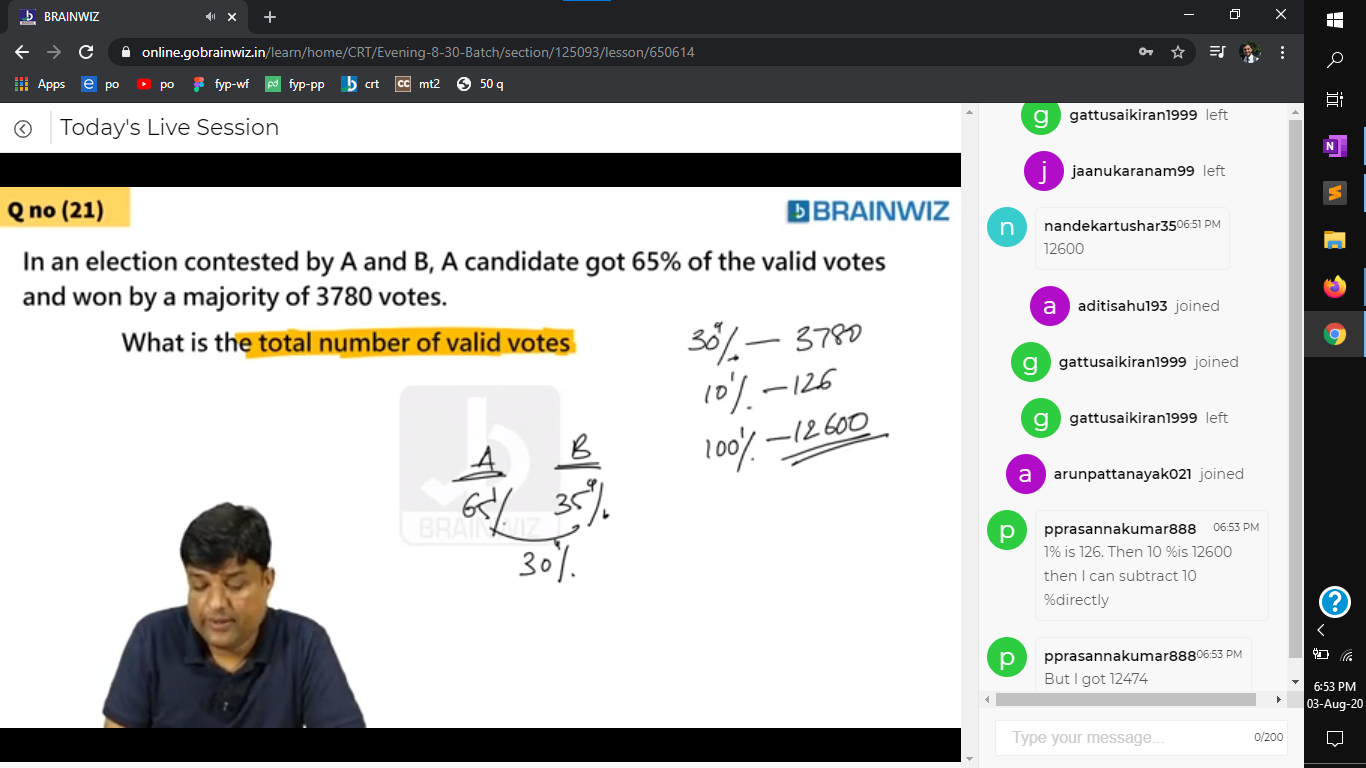 BRAINWIZ
online.gobrainwiz.in/learn/home/CRT/Evening-8-30-Batch/section/125093/lesson/650614
Apps po po fyp-wf fyp-pp crt CC mt2 50 q
Today's Live Session
Q no (21)
BRAINWIZ
In an election contested by A and B, A candidate got 65% of the valid votes
and won by a majority of 3780 votes.
What is the total number of valid votes
30% — 3780
10% — 126
100% — 12600
A B
65% 35%
30%
BRAINWIZ
g gattusaikiran1999 left
j jaanukaranam99 left
n nandekartushar35 06:51 PM
12600
a aditisahu193 joined
g gattusaikiran1999 joined
g gattusaikiran1999 left
a arunpattanayak021 joined
p pprasannakumar888 06:53 PM
1% is 126. Then 10 %is 12600
then I can subtract 10
%directly
p pprasannakumar888 06:53 PM
But I got 12474
Type your message... 0/200
N
?
6:53 PM
03-Aug-20